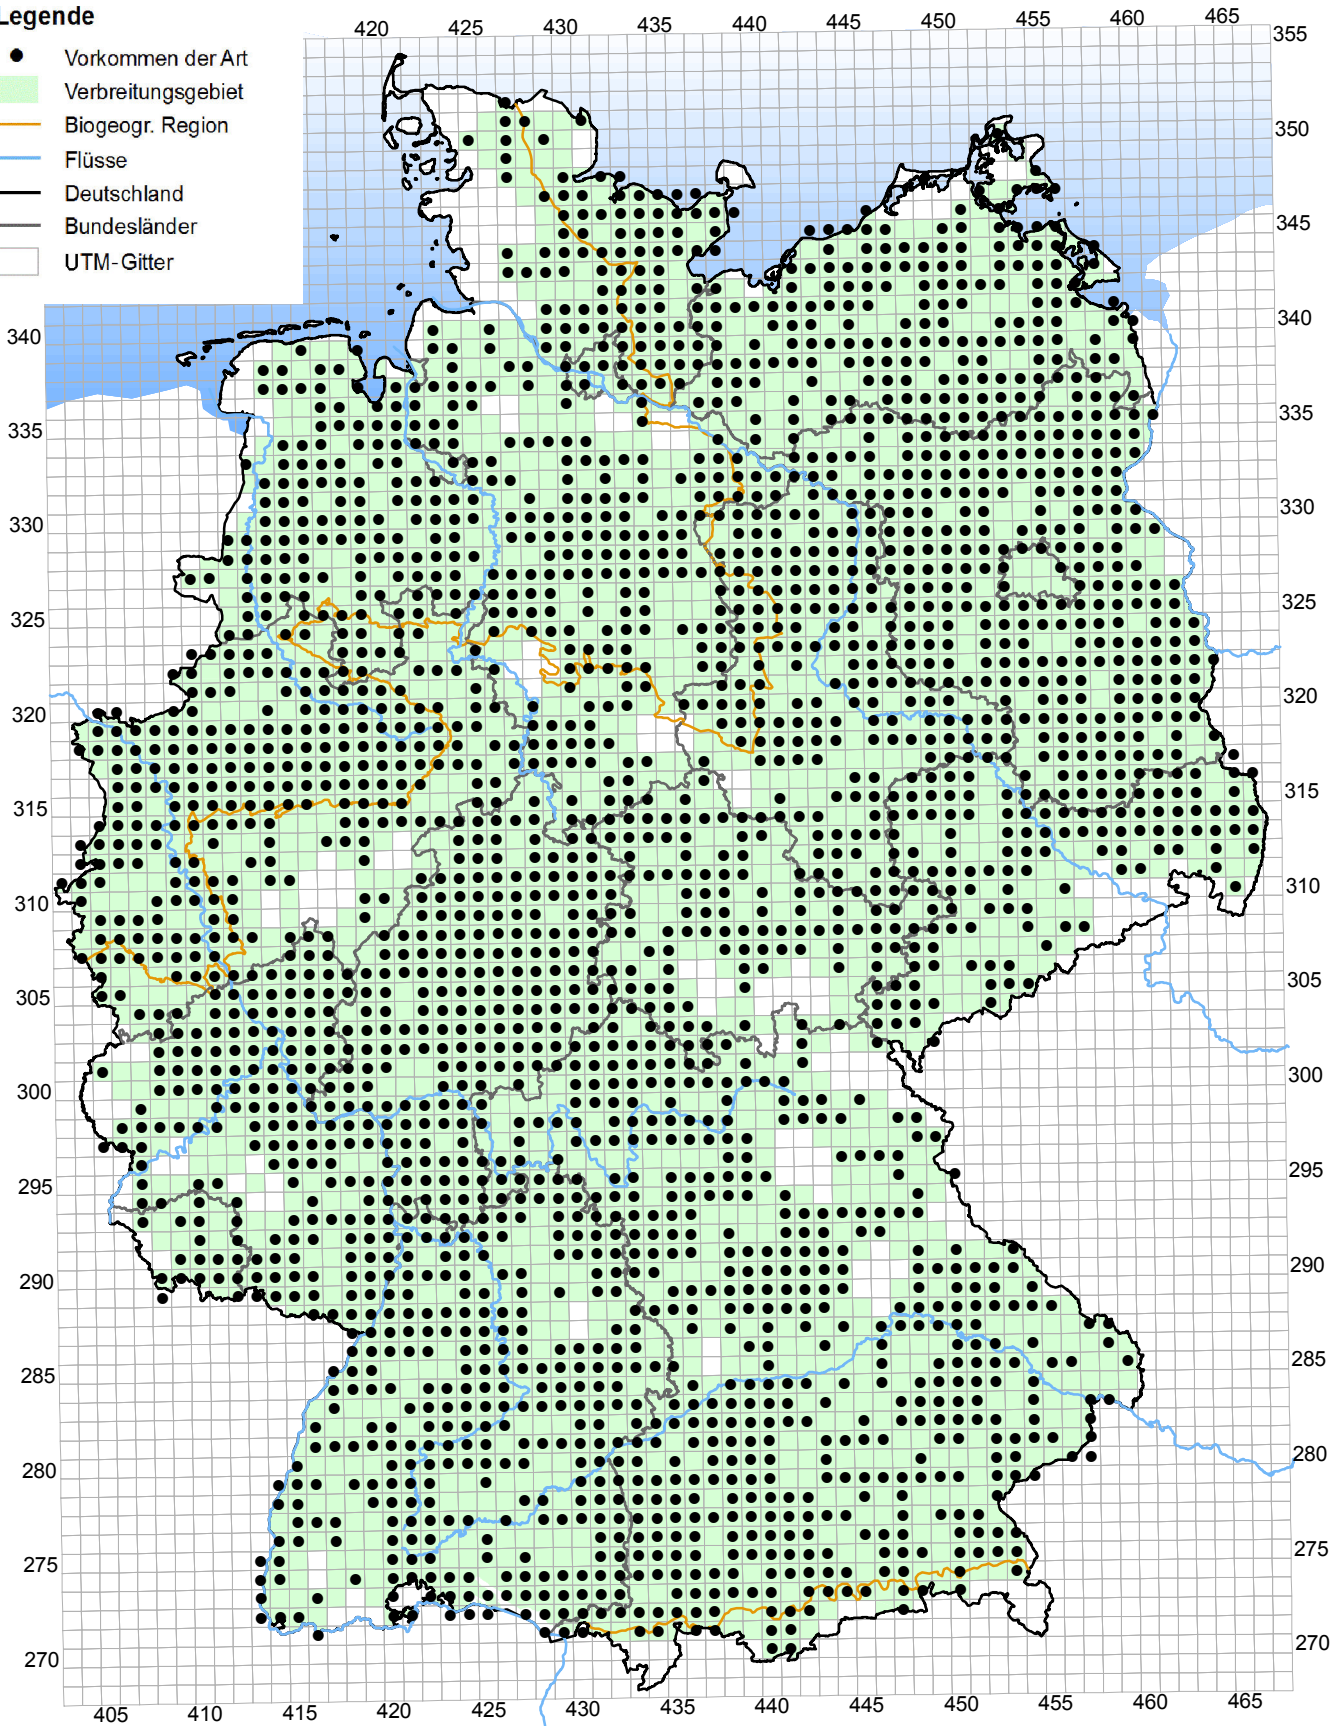 Legende
Vorkommen der Art
Verbreitungsgebiet
Biogeogr. Region
Flüsse
Deutschland
Bundesländer
UTM-Gitter
420 425 430 435 440 445 450 455 460 465
355
350
345
340 340
335 335
330 330
325 325
320 320
315 315
310 310
305 305
300 300
295 295
290 290
285 285
280 280
275 275
270 270
405 410 415 420 425 430 435 440 445 450 455 460 465